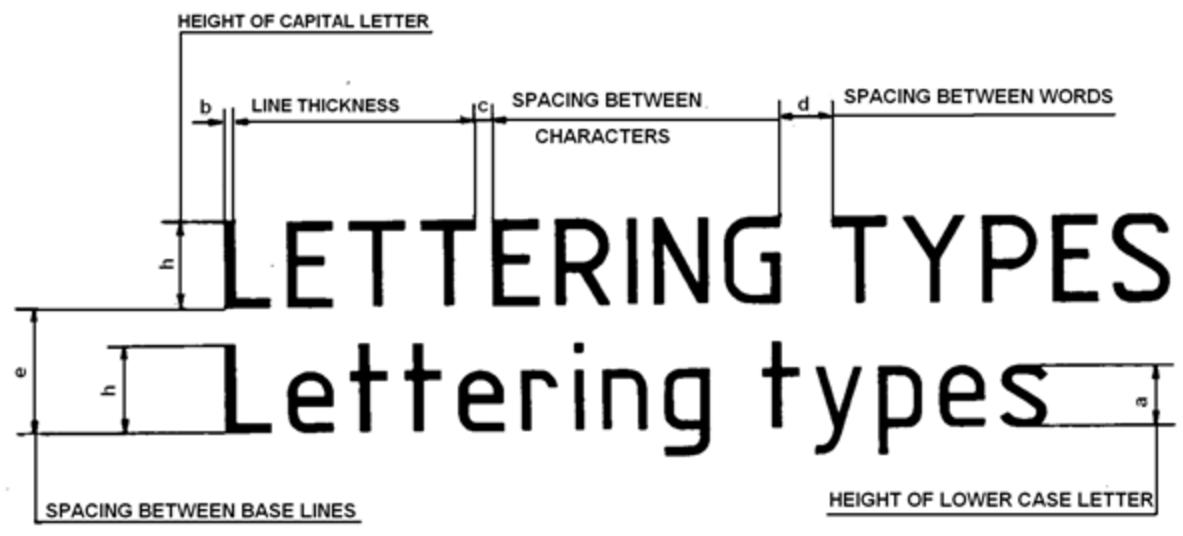 HEIGHT OF CAPITAL LETTER
b LINE THICKNESS c SPACING BETWEEN CHARACTERS d SPACING BETWEEN WORDS
h LETTERING TYPES
e h Lettering types a
SPACING BETWEEN BASE LINES
HEIGHT OF LOWER CASE LETTER